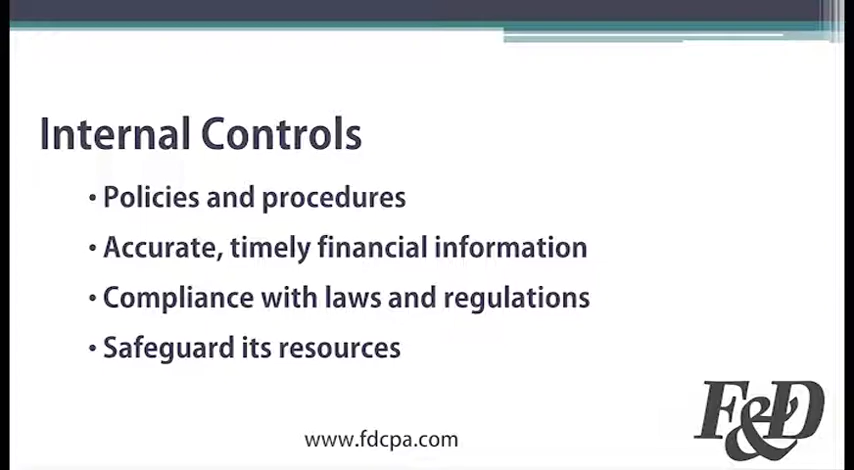 Internal Controls
• Policies and procedures
• Accurate, timely financial information
• Compliance with laws and regulations
• Safeguard its resources
F&D
www.fdcpa.com